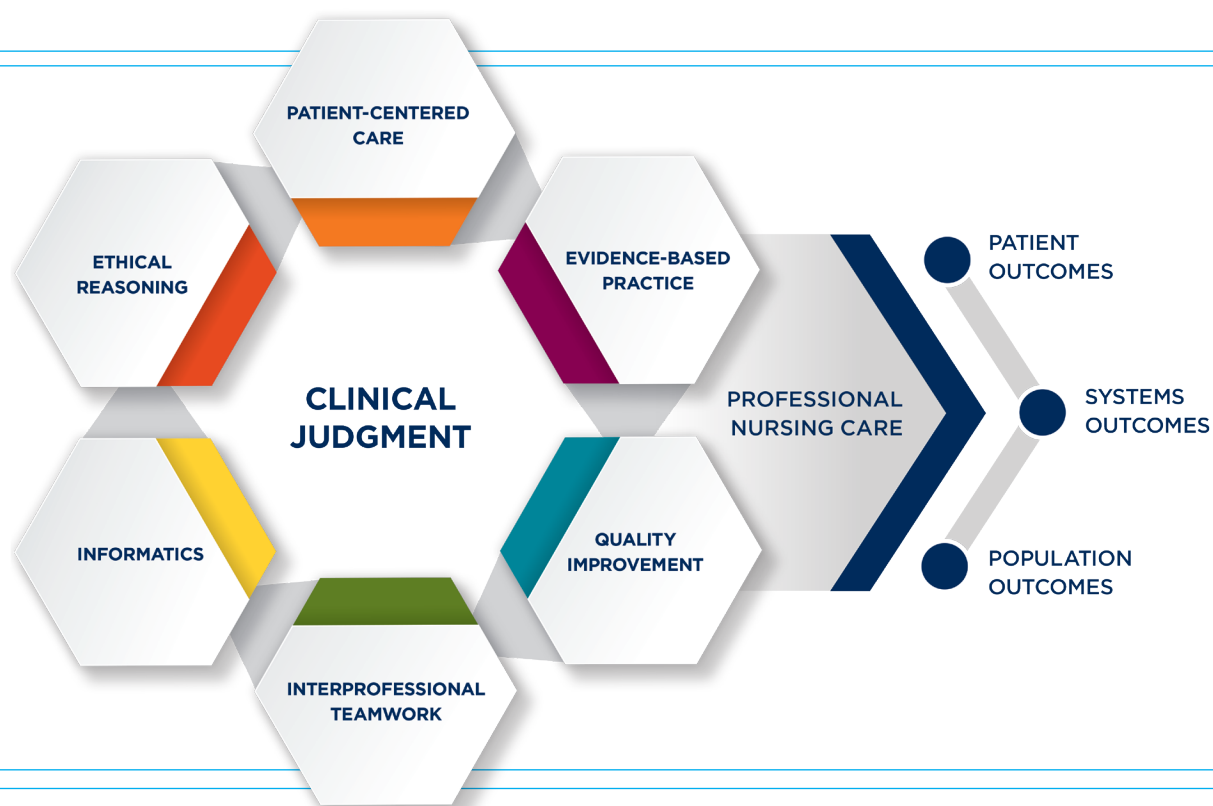 PATIENT-CENTERED
CARE
ETHICAL
REASONING
EVIDENCE-BASED
PRACTICE
CLINICAL
JUDGMENT
INFORMATICS
QUALITY
IMPROVEMENT
INTERPROFESSIONAL
TEAMWORK
PROFESSIONAL
NURSING CARE
PATIENT
OUTCOMES
SYSTEMS
OUTCOMES
POPULATION
OUTCOMES